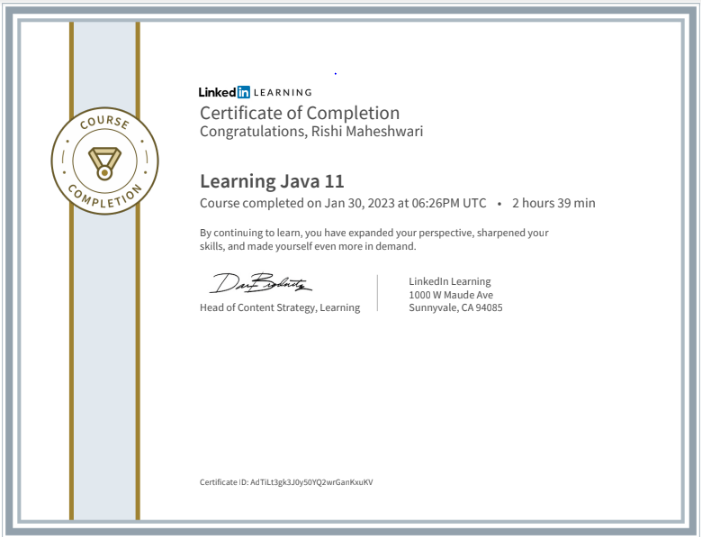 COURSE
COMPLETION
Linked in LEARNING
Certificate of Completion
Congratulations, Rishi Maheshwari
Learning Java 11
Course completed on Jan 30, 2023 at 06:26PM UTC • 2 hours 39 min
By continuing to learn, you have expanded your perspective, sharpened your
skills, and made yourself even more in demand.
Head of Content Strategy, Learning
LinkedIn Learning
1000 W Maude Ave
Sunnyvale, CA 94085
Certificate ID: AdTiLt3gk3J0y50YQ2wrGanKxuKV